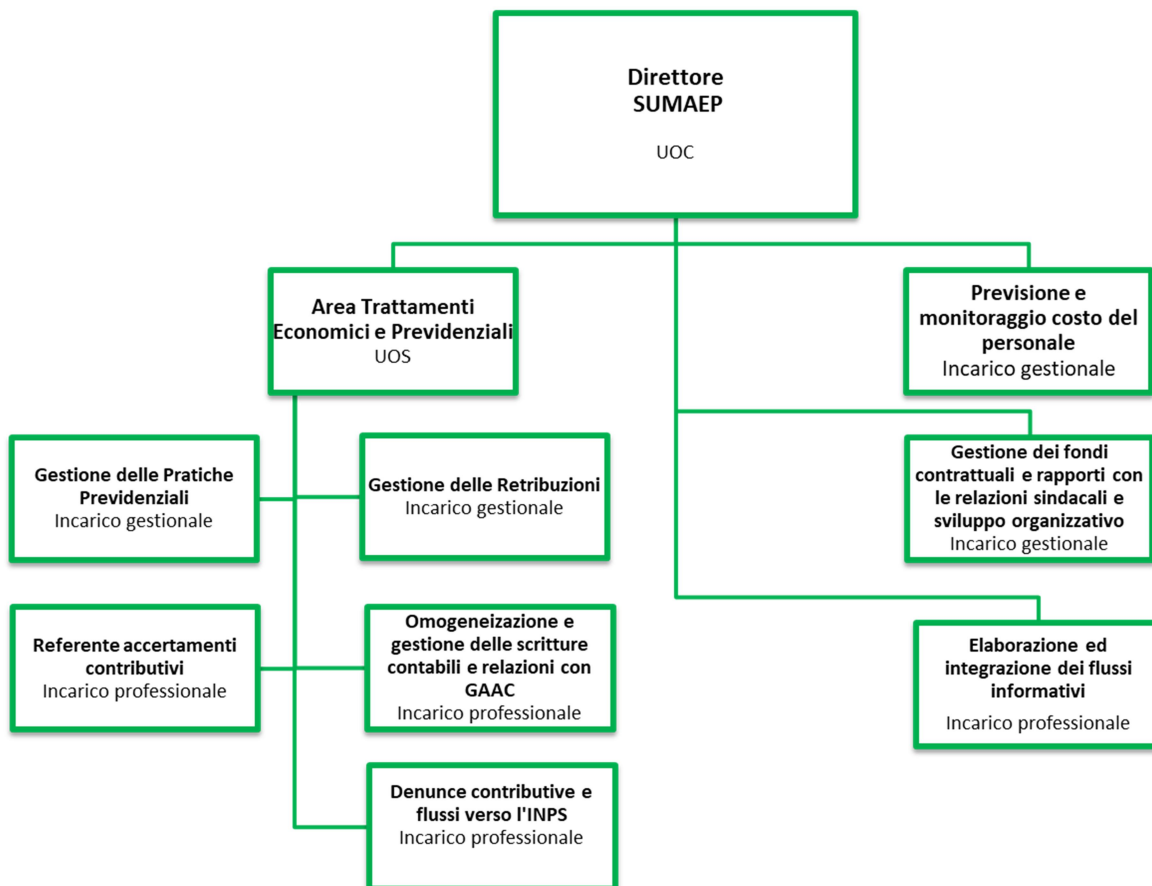 Direttore
SUMAEP
UOC
Area Trattamenti
Economici e Previdenziali
UOS
Previsione e
monitoraggio costo del
personale
Incarico gestionale
Gestione delle Pratiche
Previdenziali
Incarico gestionale
Gestione delle Retribuzioni
Incarico gestionale
Gestione dei fondi
contrattuali e rapporti con
le relazioni sindacali e
sviluppo organizzativo
Incarico gestionale
Referente accertamenti
contributivi
Incarico professionale
Omogeneizazione e
gestione delle scritture
contabili e relazioni con
GAAC
Incarico professionale
Elaborazione ed
integrazione dei flussi
informativi
Incarico professionale
Denunce contributive e
flussi verso l'INPS
Incarico professionale